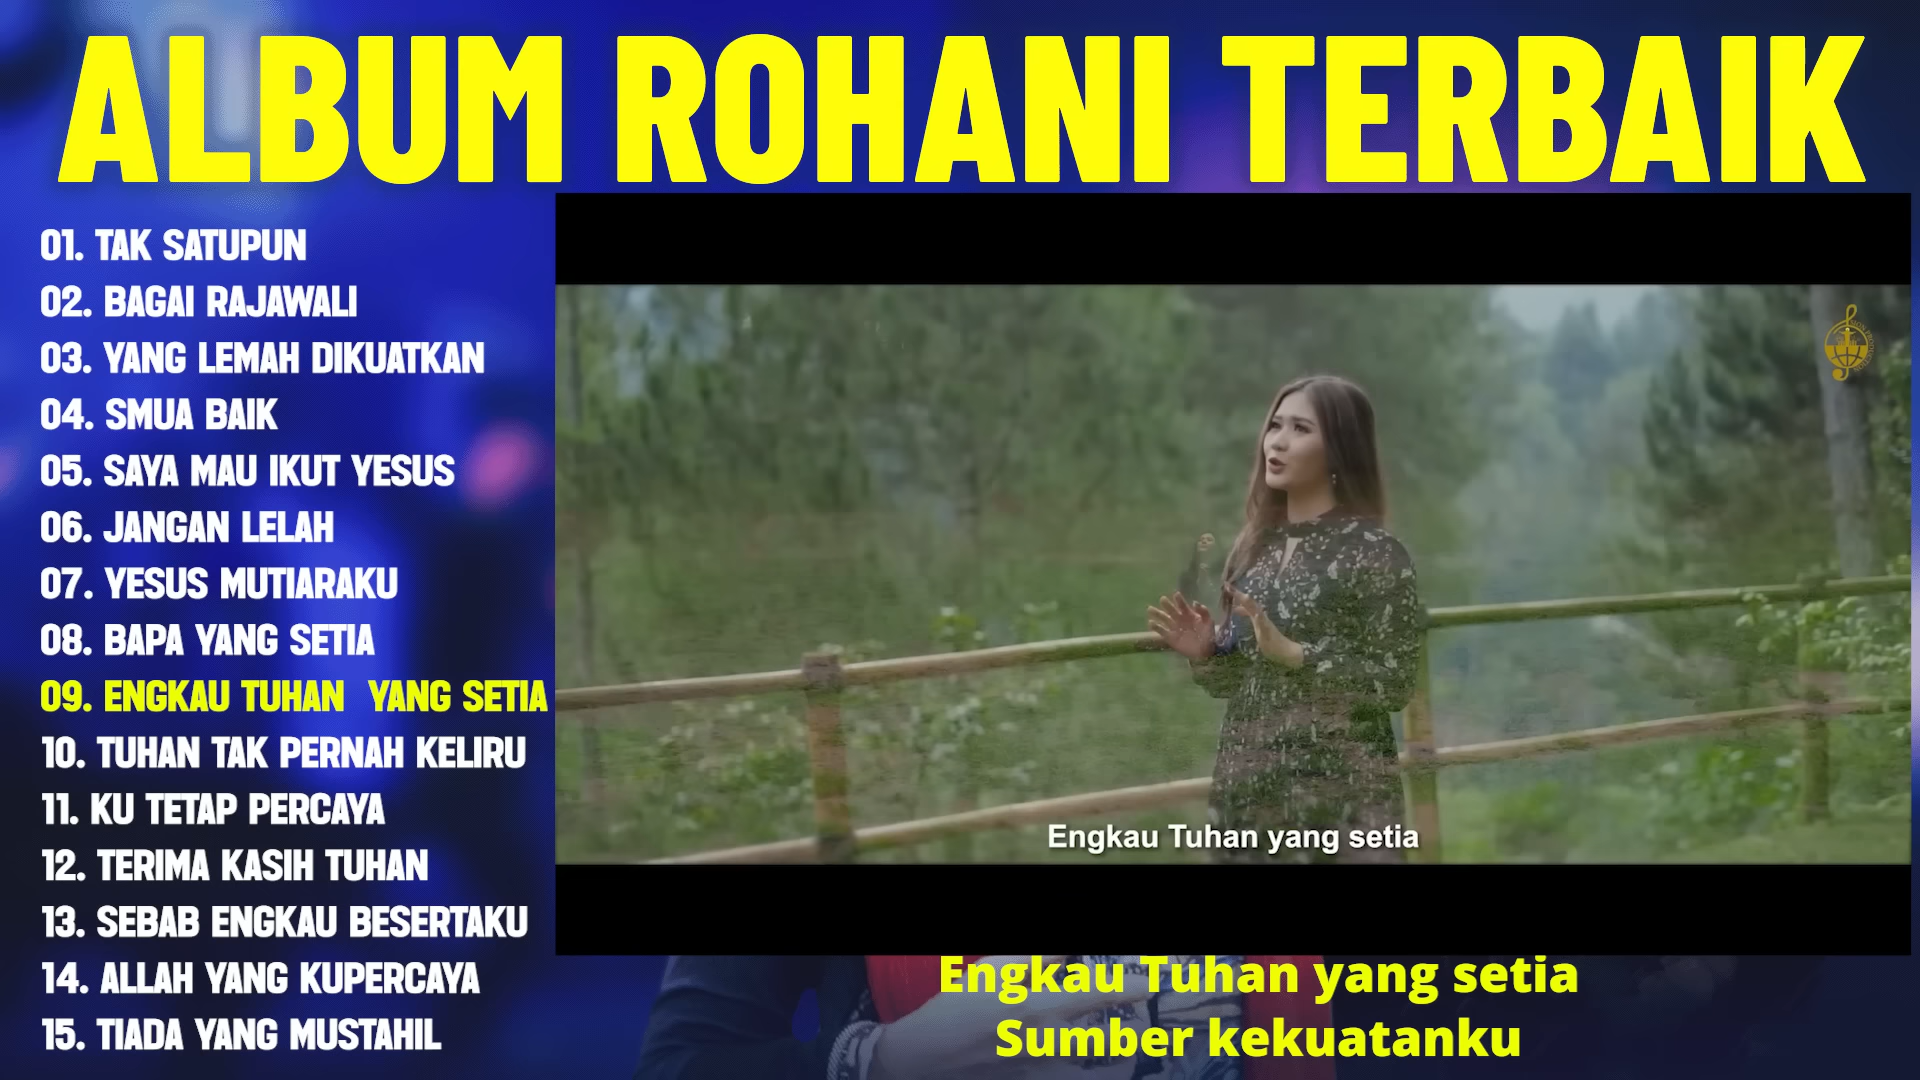 ALBUM ROHANI TERBAIK
01. TAK SATUPUN
02. BAGAI RAJAWALI
03. YANG LEMAH DIKUATKAN
04. SMUA BAIK
05. SAYA MAU IKUT YESUS
06. JANGAN LELAH
07. YESUS MUTIARAKU
08. BAPA YANG SETIA
09. ENGKAU TUHAN YANG SETIA
10. TUHAN TAK PERNAH KELIRU
11. KU TETAP PERCAYA
12. TERIMA KASIH TUHAN
13. SEBAB ENGKAU BESERTAKU
14. ALLAH YANG KUPERCAYA
15. TIADA YANG MUSTAHIL
Engkau Tuhan yang setia
Engkau Tuhan yang setia
Sumber kekuatanku